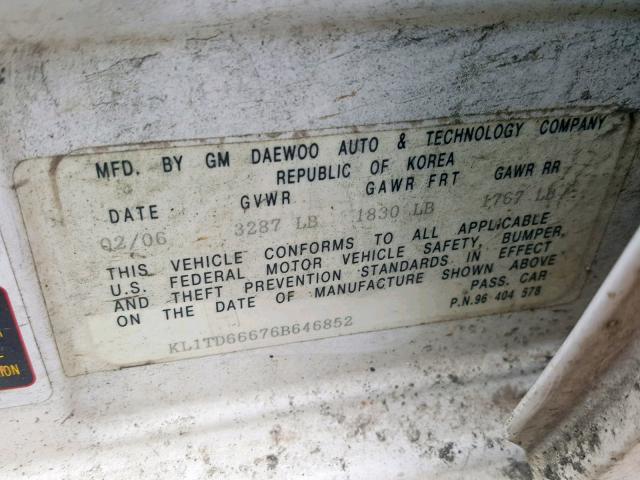 MFD. BY GM DAEWOO AUTO & TECHNOLOGY COMPANY
REPUBLIC OF KOREA
DATE GVWR GAWR FRT GAWR RR
02/06 3287 LB 1830 LB 1767 LB
THIS VEHICLE CONFORMS TO ALL APPLICABLE
U.S. FEDERAL MOTOR VEHICLE SAFETY, BUMPER,
AND THEFT PREVENTION STANDARDS IN EFFECT
ON THE DATE OF MANUFACTURE SHOWN ABOVE
PASS. CAR
P.N.96 404 578
KL1TD66676B646852